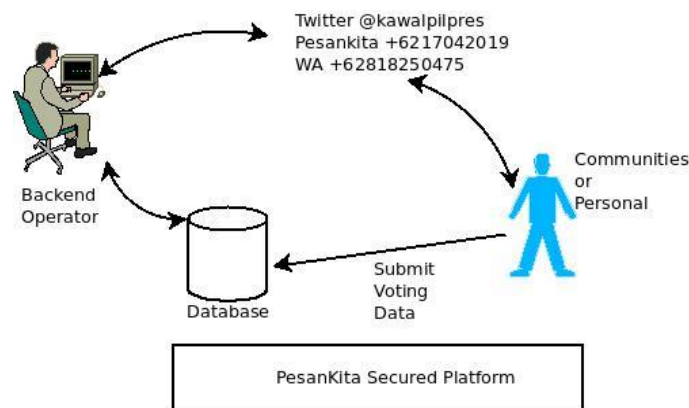 Twitter @kawalpilpres
Pesankita +6217042019
WA +62818250475
Communities
or
Personal
Backend
Operator
Submit
Voting
Data
Database
PesanKita Secured Platform